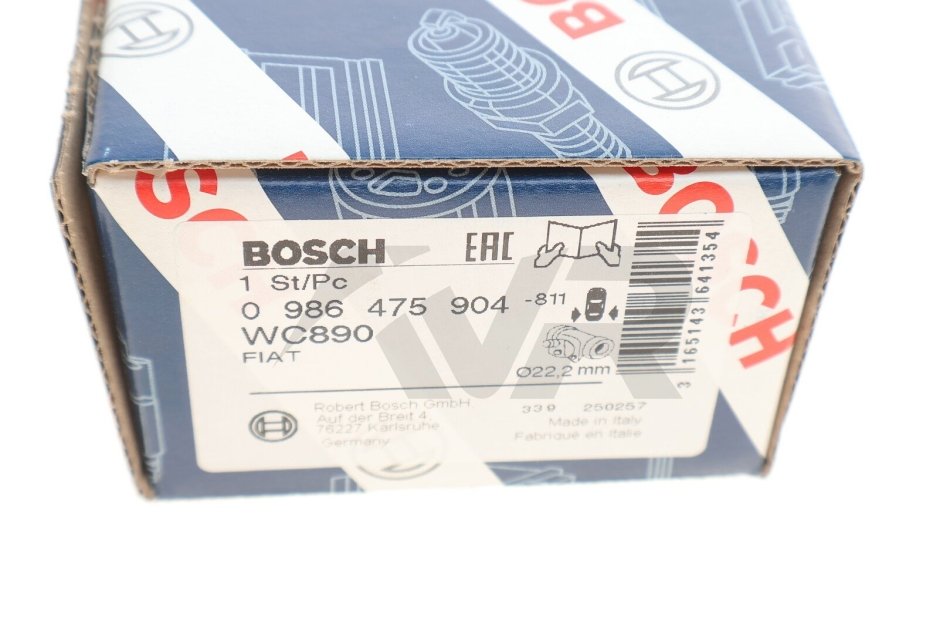 BOSCH
BOSCH
BOSCH
BOSCH EAC
1 St/Pc
0 986 475 904 -811
WC890
FIAT
Ø22,2 mm
3 165143 641354
Robert Bosch GmbH
Auf der Breit 4,
76227 Karlsruhe
Germany
339 250257
Made in Italy
Fabrique en Italie
TVR